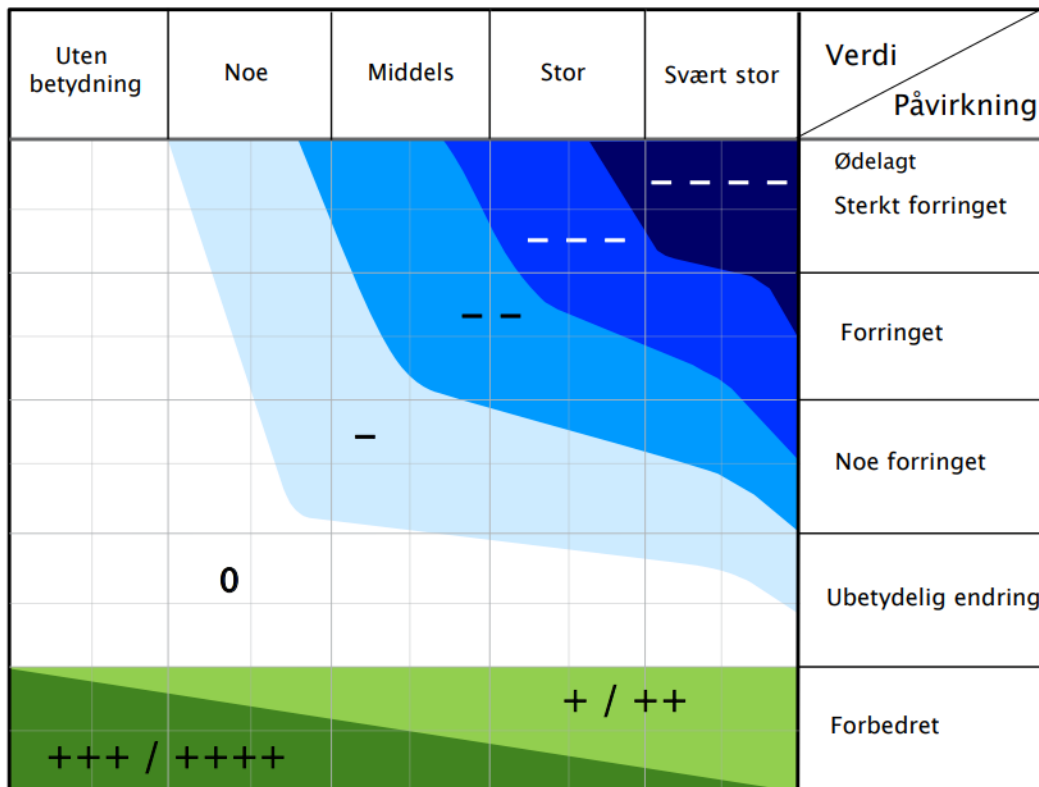 Uten
betydning
Noe
Middels
Stor
Svært stor
Verdi
Påvirkning
Ødelagt
Sterkt forringet
Forringet
Noe forringet
Ubetydelig endring
Forbedret
– – – –
– – –
– –
–
0
+ / ++
+++ / ++++